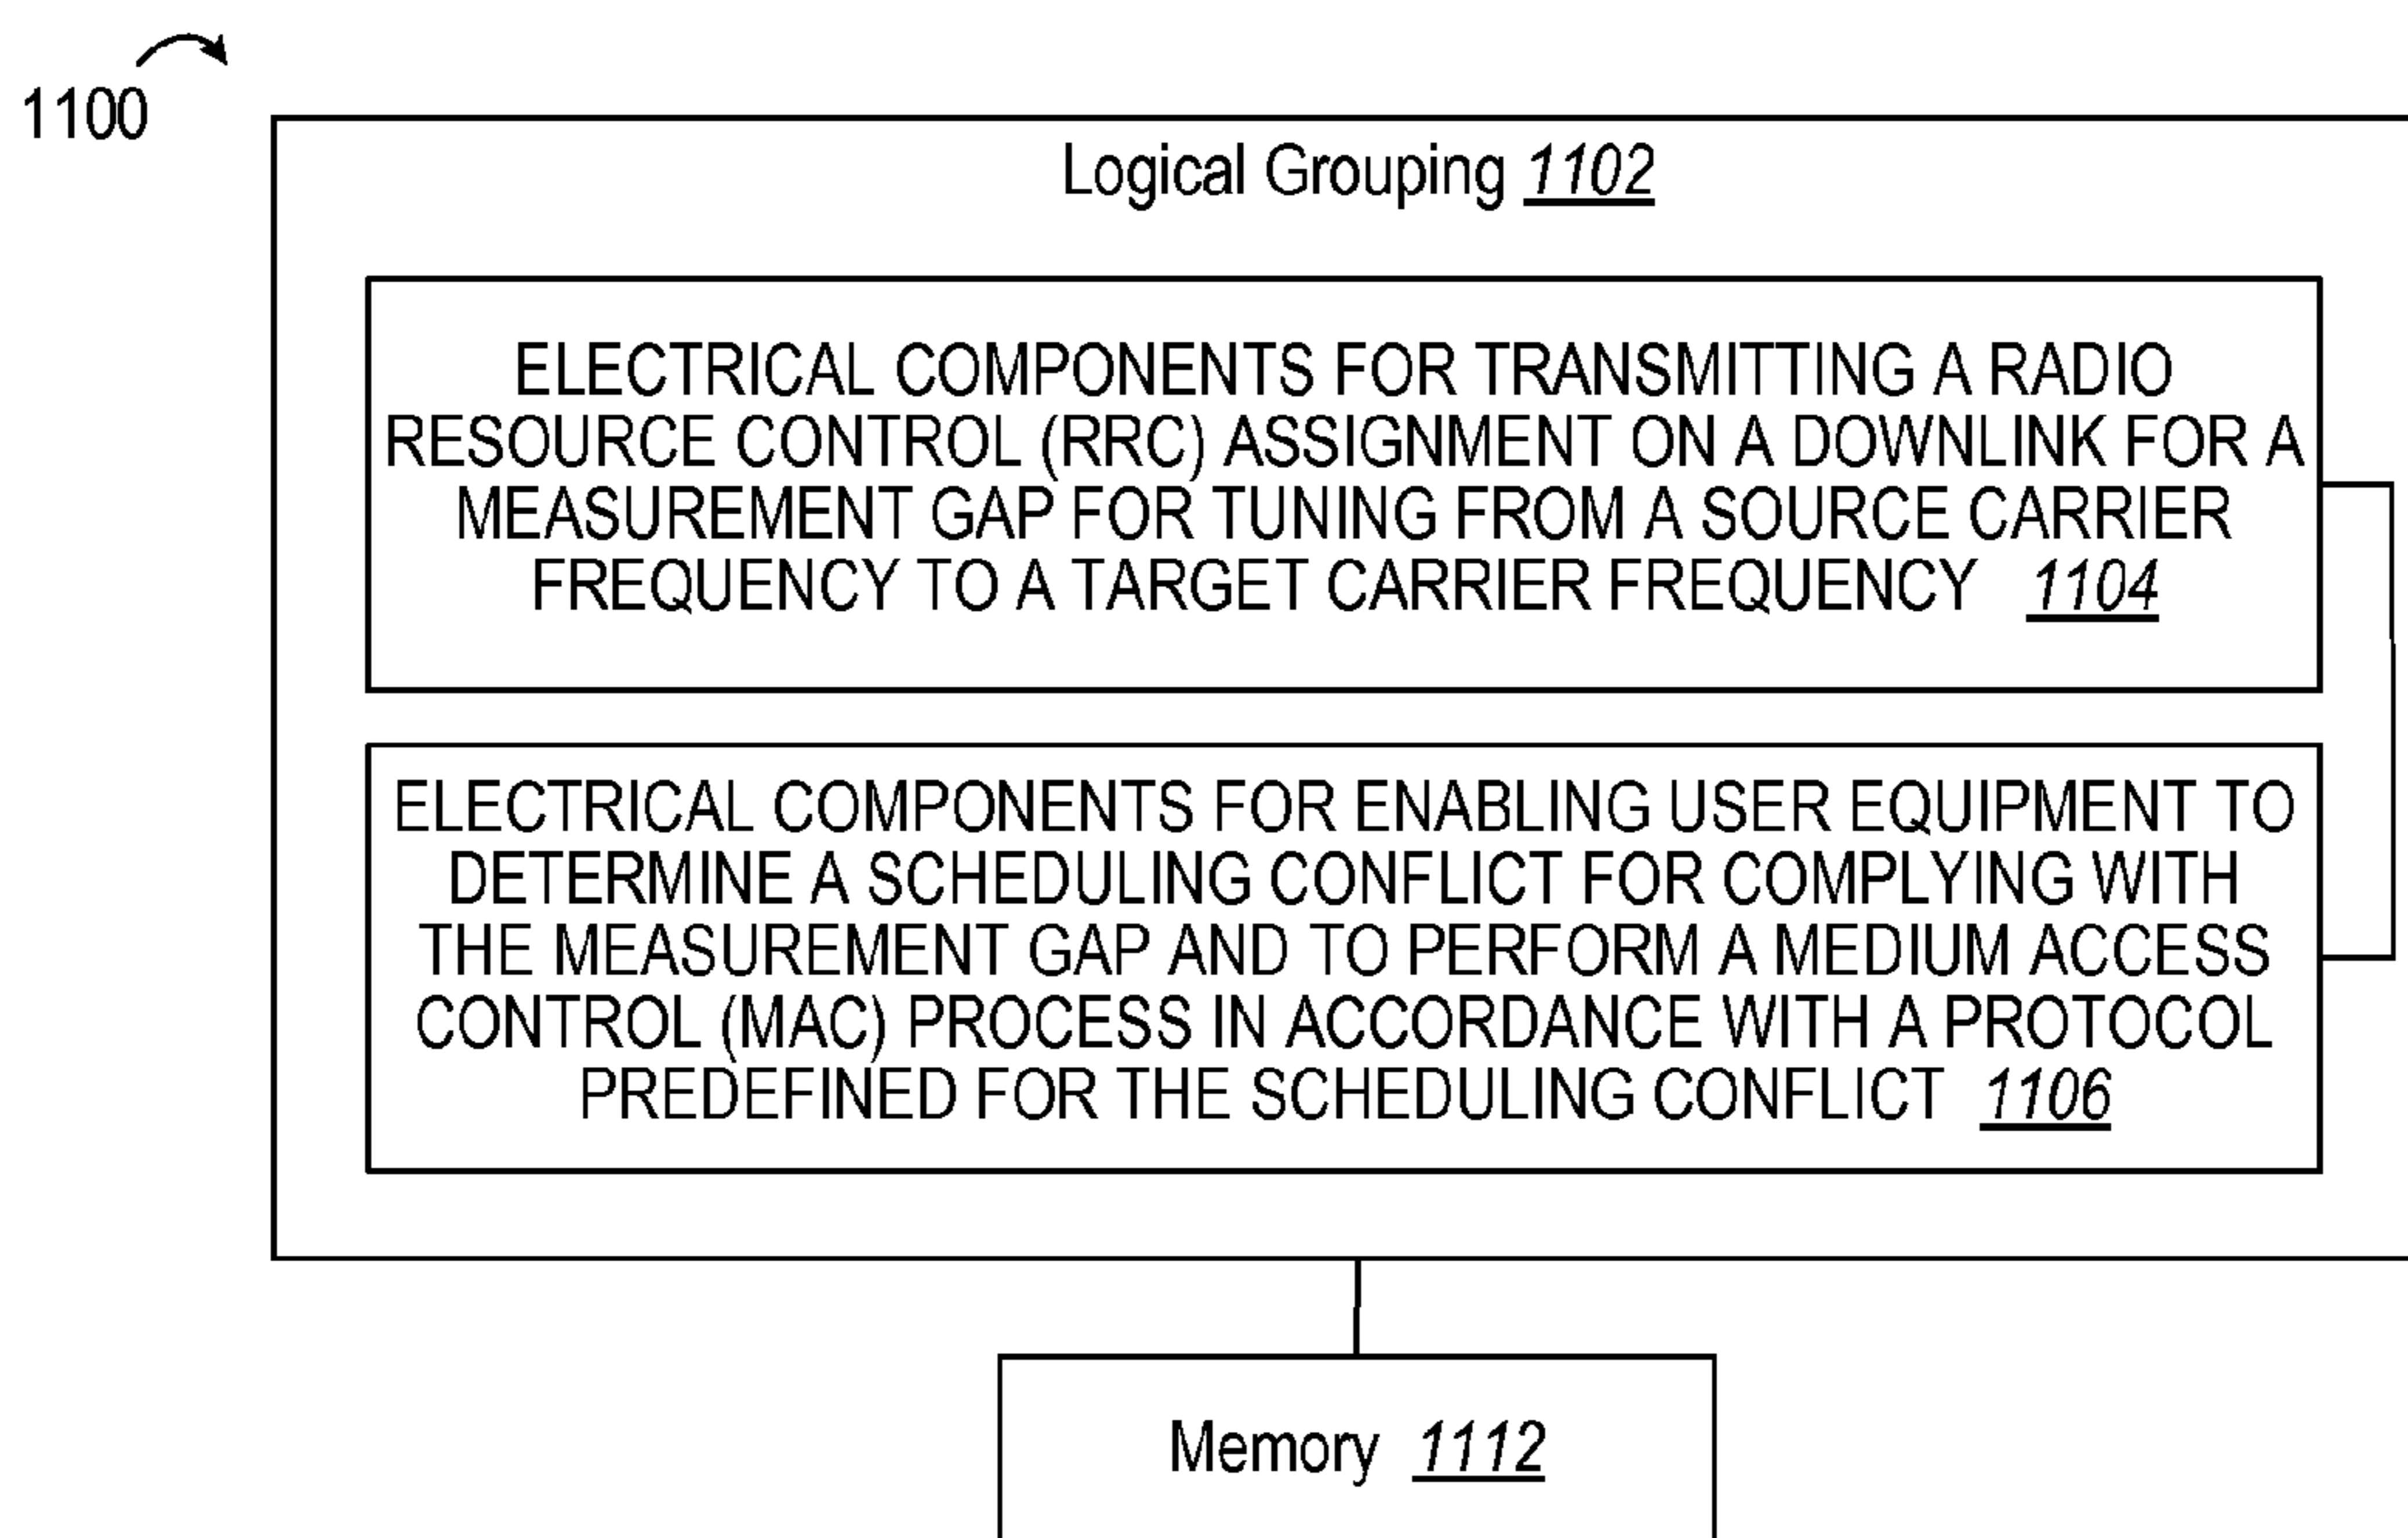 1100
Logical Grouping 1102
ELECTRICAL COMPONENTS FOR TRANSMITTING A RADIO
RESOURCE CONTROL (RRC) ASSIGNMENT ON A DOWNLINK FOR A
MEASUREMENT GAP FOR TUNING FROM A SOURCE CARRIER
FREQUENCY TO A TARGET CARRIER FREQUENCY 1104
ELECTRICAL COMPONENTS FOR ENABLING USER EQUIPMENT TO
DETERMINE A SCHEDULING CONFLICT FOR COMPLYING WITH
THE MEASUREMENT GAP AND TO PERFORM A MEDIUM ACCESS
CONTROL (MAC) PROCESS IN ACCORDANCE WITH A PROTOCOL
PREDEFINED FOR THE SCHEDULING CONFLICT 1106
Memory 1112